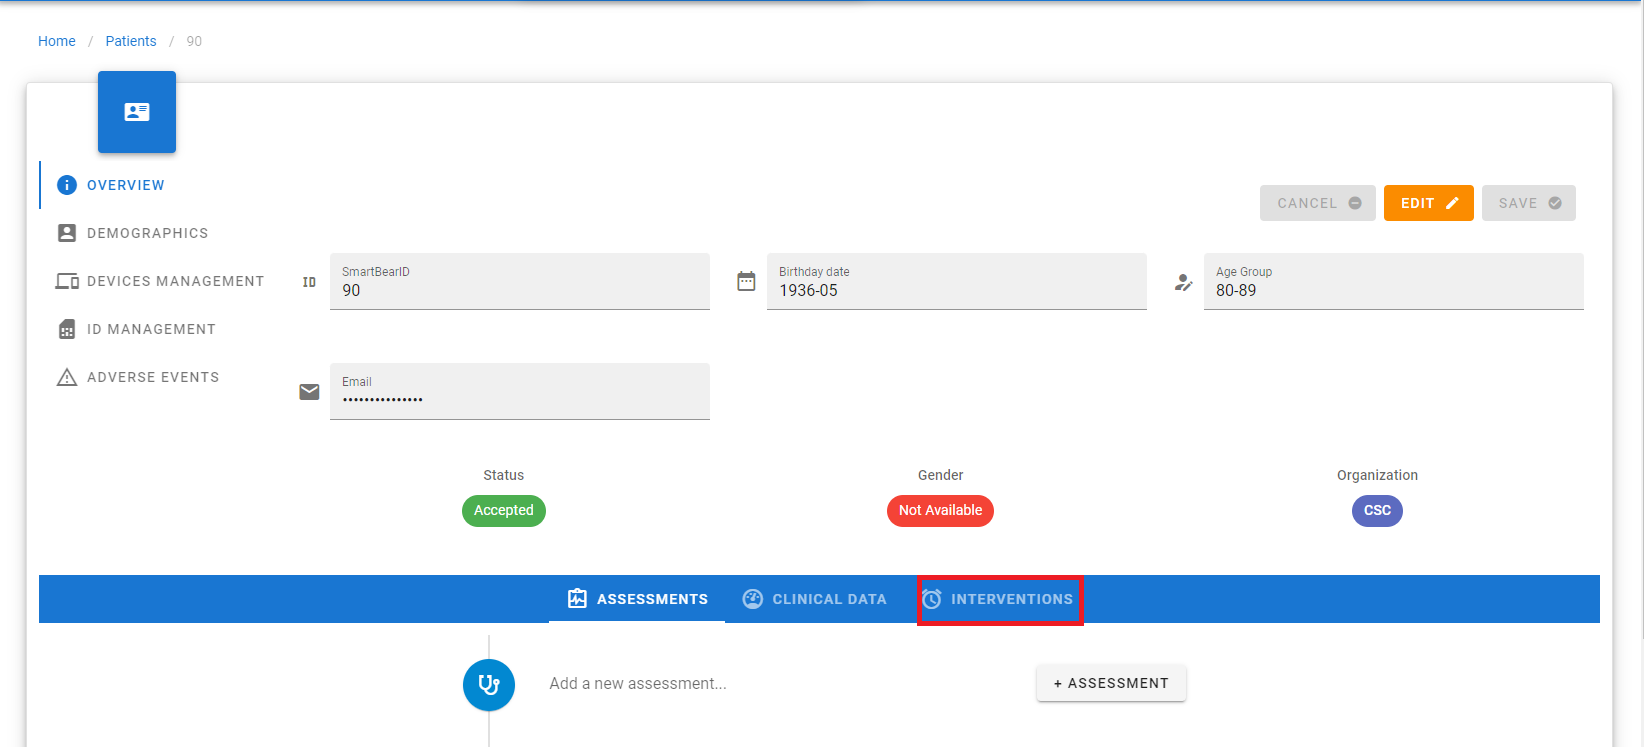 Home / Patients / 90
OVERVIEW
DEMOGRAPHICS
DEVICES MANAGEMENT
ID MANAGEMENT
ADVERSE EVENTS
CANCEL EDIT SAVE
ID
SmartBearID
90
Birthday date
1936-05
Age Group
80-89
Email
•••••••••••••••
Status
Accepted
Gender
Not Available
Organization
CSC
ASSESSMENTS CLINICAL DATA INTERVENTIONS
Add a new assessment...
+ ASSESSMENT